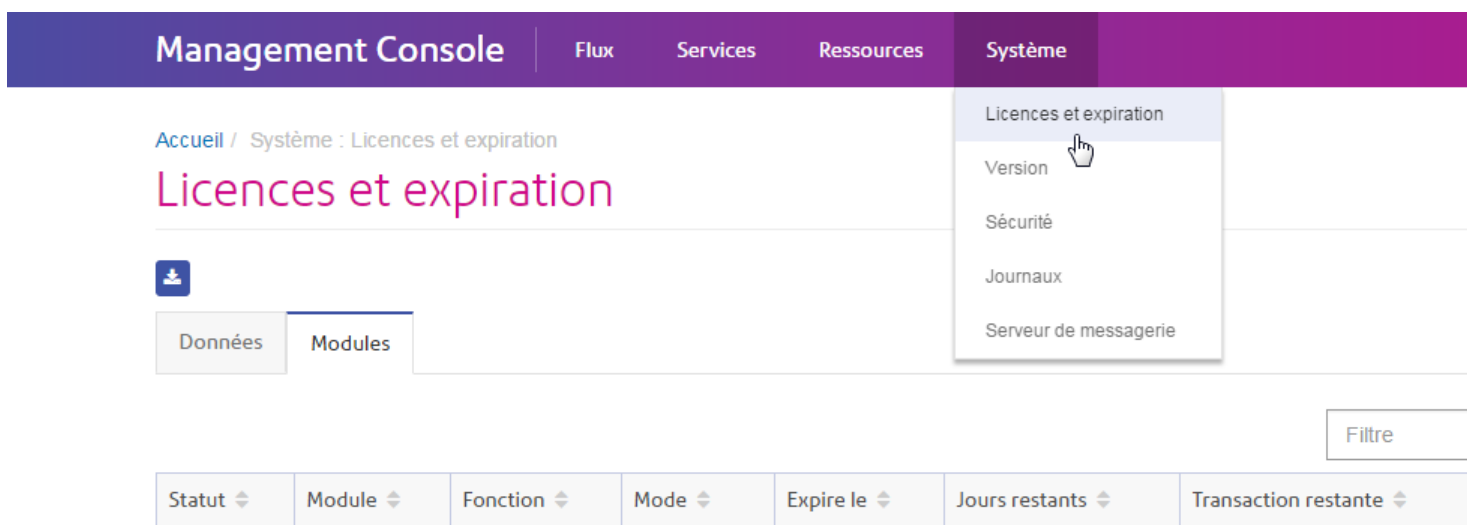 Management Console Flux Services Ressources Système
Licences et expiration
Accueil / Système : Licences et expiration
Version
Licences et expiration
Sécurité
Journaux
Serveur de messagerie
Données Modules
Filtre
Statut Module Fonction Mode Expire le Jours restants Transaction restante